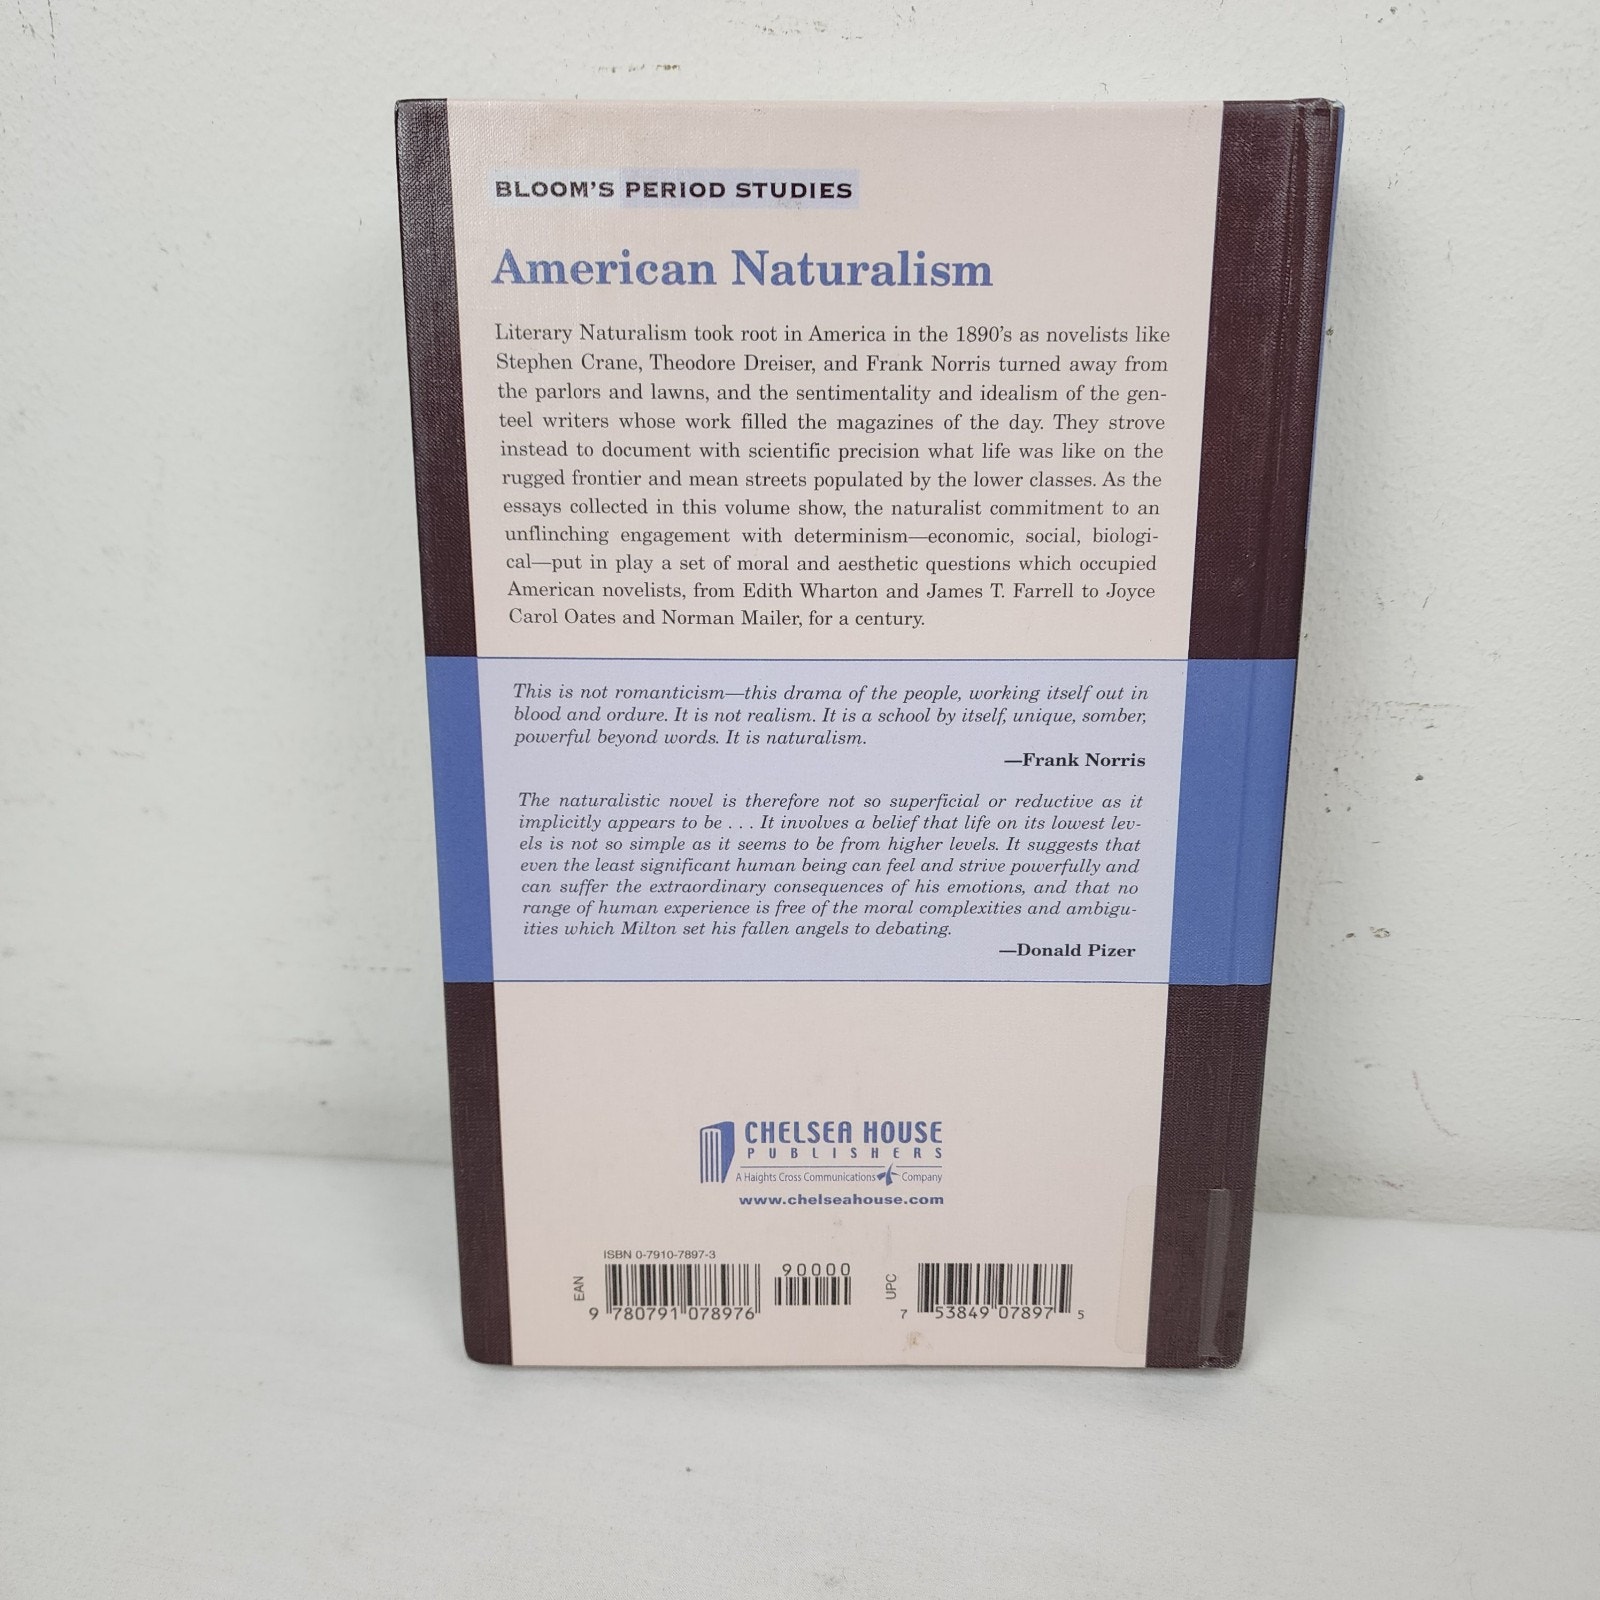 BLOOM'S PERIOD STUDIES
American Naturalism
Literary Naturalism took root in America in the 1890's as novelists like
Stephen Crane, Theodore Dreiser, and Frank Norris turned away from
the parlors and lawns, and the sentimentality and idealism of the gen-
teel writers whose work filled the magazines of the day. They strove
instead to document with scientific precision what life was like on the
rugged frontier and mean streets populated by the lower classes. As the
essays collected in this volume show, the naturalist commitment to an
unflinching engagement with determinism—economic, social, biologi-
cal—put in play a set of moral and aesthetic questions which occupied
American novelists, from Edith Wharton and James T. Farrell to Joyce
Carol Oates and Norman Mailer, for a century.
This is not romanticism—this drama of the people, working itself out in
blood and ordure. It is not realism. It is a school by itself, unique, somber,
powerful beyond words. It is naturalism.
—Frank Norris
The naturalistic novel is therefore not so superficial or reductive as it
implicitly appears to be . . . It involves a belief that life on its lowest lev-
els is not so simple as it seems to be from higher levels. It suggests that
even the least significant human being can feel and strive powerfully and
can suffer the extraordinary consequences of his emotions, and that no
range of human experience is free of the moral complexities and ambigu-
ities which Milton set his fallen angels to debating.
—Donald Pizer
CHELSEA HOUSE
PUBLISHERS
A Haights Cross Communications Company
www.chelseahouse.com
ISBN 0-7910-7897-3
EAN
9 780791 078976
90000
UPC
7 53849 07897 5